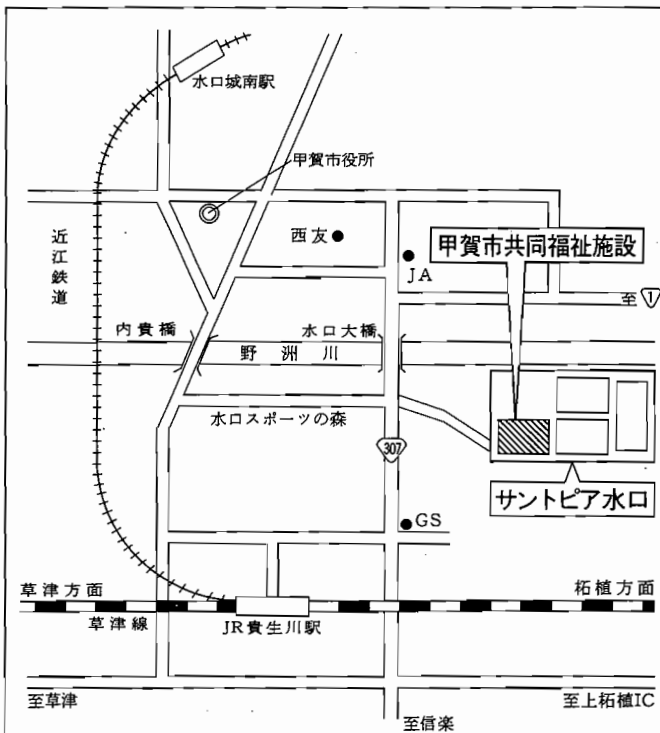 水口城南駅
甲賀市役所
西友
JA
甲賀市共同福祉施設
近江鉄道
至 1
内貴橋
水口大橋
野洲川
水口スポーツの森
307
サントピア水口
GS
草津方面
柘植方面
草津線
JR貴生川駅
至草津
至上柘植IC
至信楽